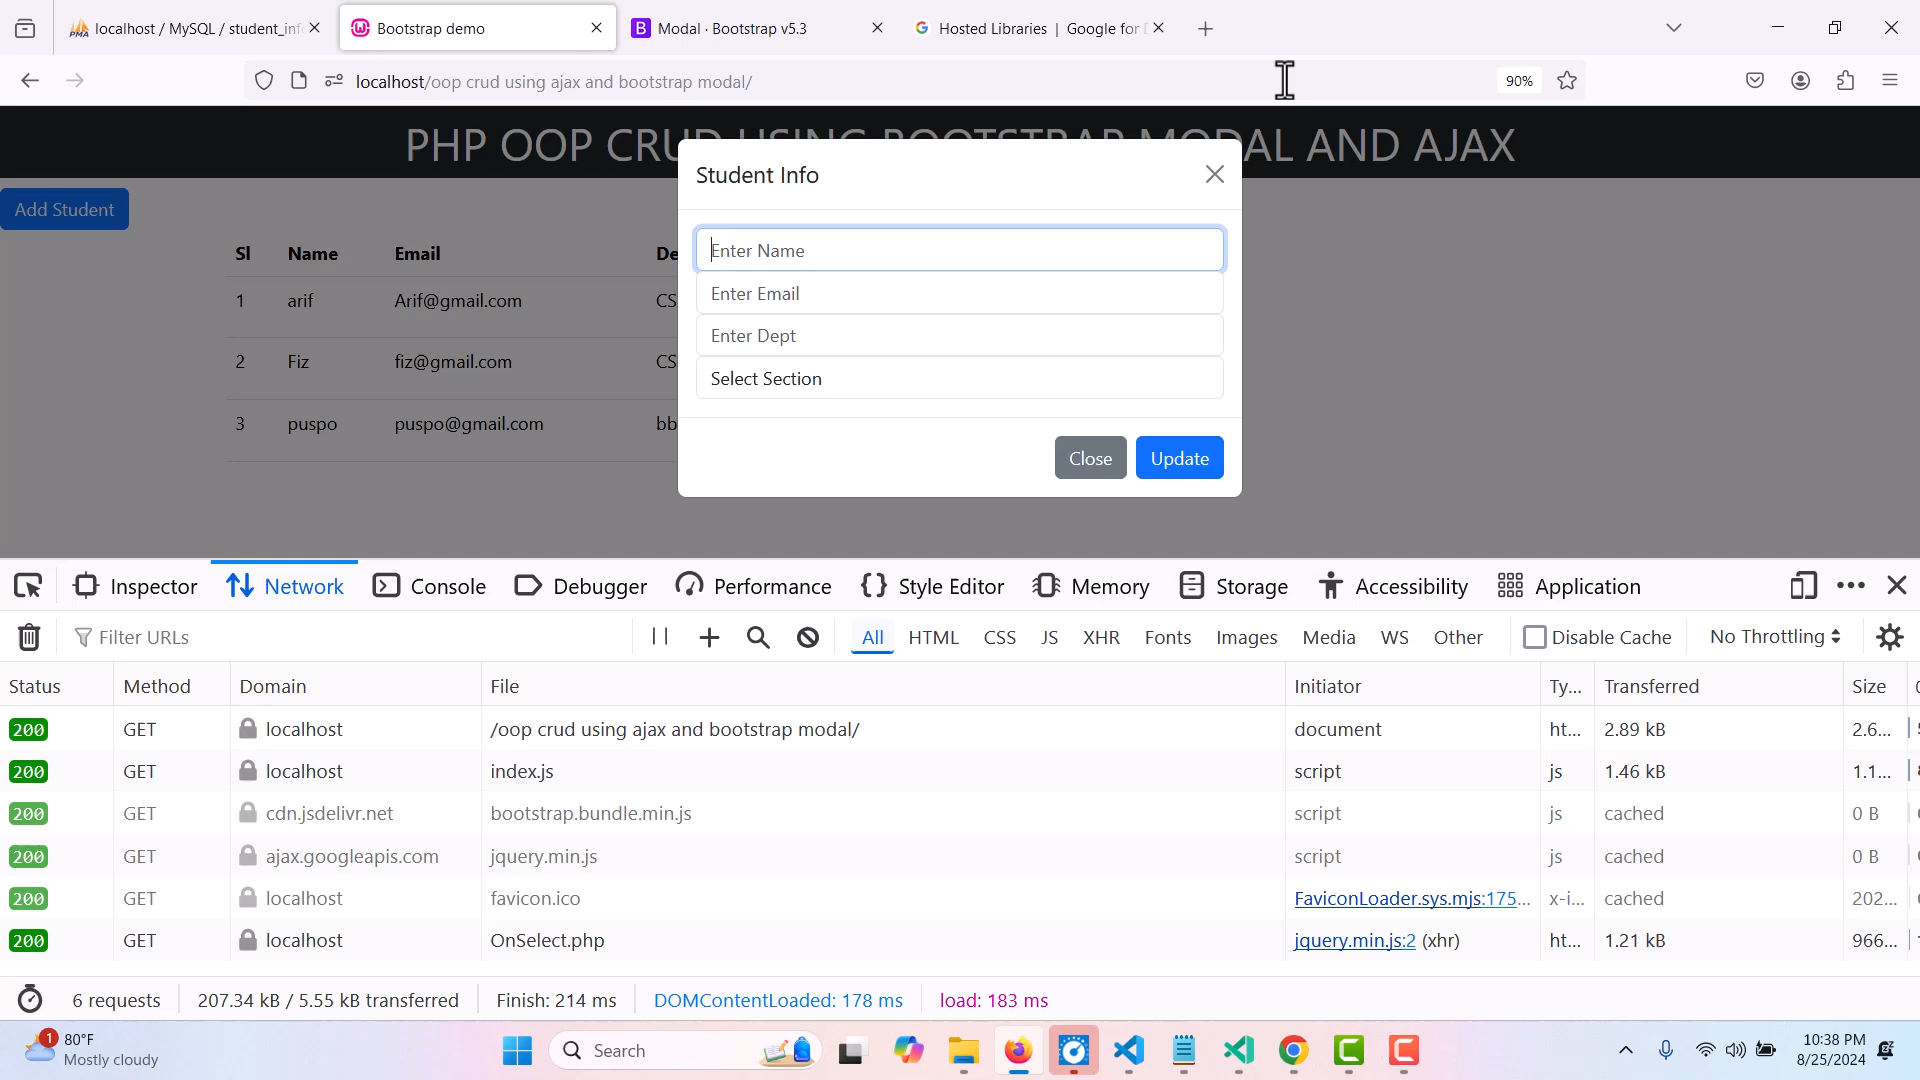 localhost / MySQL / student_inf
Bootstrap demo
Modal · Bootstrap v5.3
Hosted Libraries | Google for D
localhost/oop crud using ajax and bootstrap modal/
90%
PHP OOP CRUD USING BOOTSTRAP MODAL AND AJAX
Student Info
Add Student
Enter Name
Sl Name Email De
Enter Email
1 arif Arif@gmail.com CS
Enter Dept
2 Fiz fiz@gmail.com CS
Select Section
3 puspo puspo@gmail.com bb
Close Update
Inspector Network Console Debugger Performance Style Editor Memory Storage Accessibility Application
Filter URLs All HTML CSS JS XHR Fonts Images Media WS Other Disable Cache No Throttling
Status Method Domain File Initiator Ty... Transferred Size
200 GET localhost /oop crud using ajax and bootstrap modal/ document ht... 2.89 kB 2.6...
200 GET localhost index.js script js 1.46 kB 1.1...
200 GET cdn.jsdelivr.net bootstrap.bundle.min.js script js cached 0 B
200 GET ajax.googleapis.com jquery.min.js script js cached 0 B
200 GET localhost favicon.ico FaviconLoader.sys.mjs:175... x-i... cached 202...
200 GET localhost OnSelect.php jquery.min.js:2 (xhr) ht... 1.21 kB 966...
6 requests 207.34 kB / 5.55 kB transferred Finish: 214 ms DOMContentLoaded: 178 ms load: 183 ms
1 80°F
Mostly cloudy
Search
10:38 PM
8/25/2024